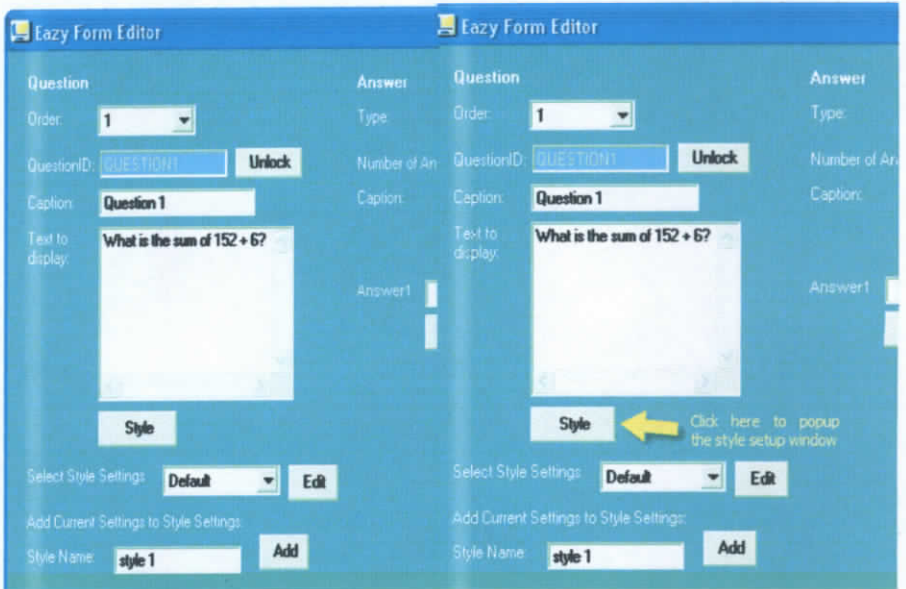 Eazy Form Editor
Question Answer
Order: 1 Type:
QuestionID: QUESTION1 Unlock Number of An
Caption: Question 1 Caption:
Text to display: What is the sum of 152 + 6?
Answer1
Style
Select Style Settings Default Edit
Add Current Settings to Style Settings:
Style Name: style 1 Add
Eazy Form Editor
Question Answer
Order: 1 Type:
QuestionID: QUESTION1 Unlock Number of An
Caption: Question 1 Caption:
Text to display: What is the sum of 152 + 6?
Answer1
Style Click here to popup
the style setup window
Select Style Settings Default Edit
Add Current Settings to Style Settings:
Style Name: style 1 Add